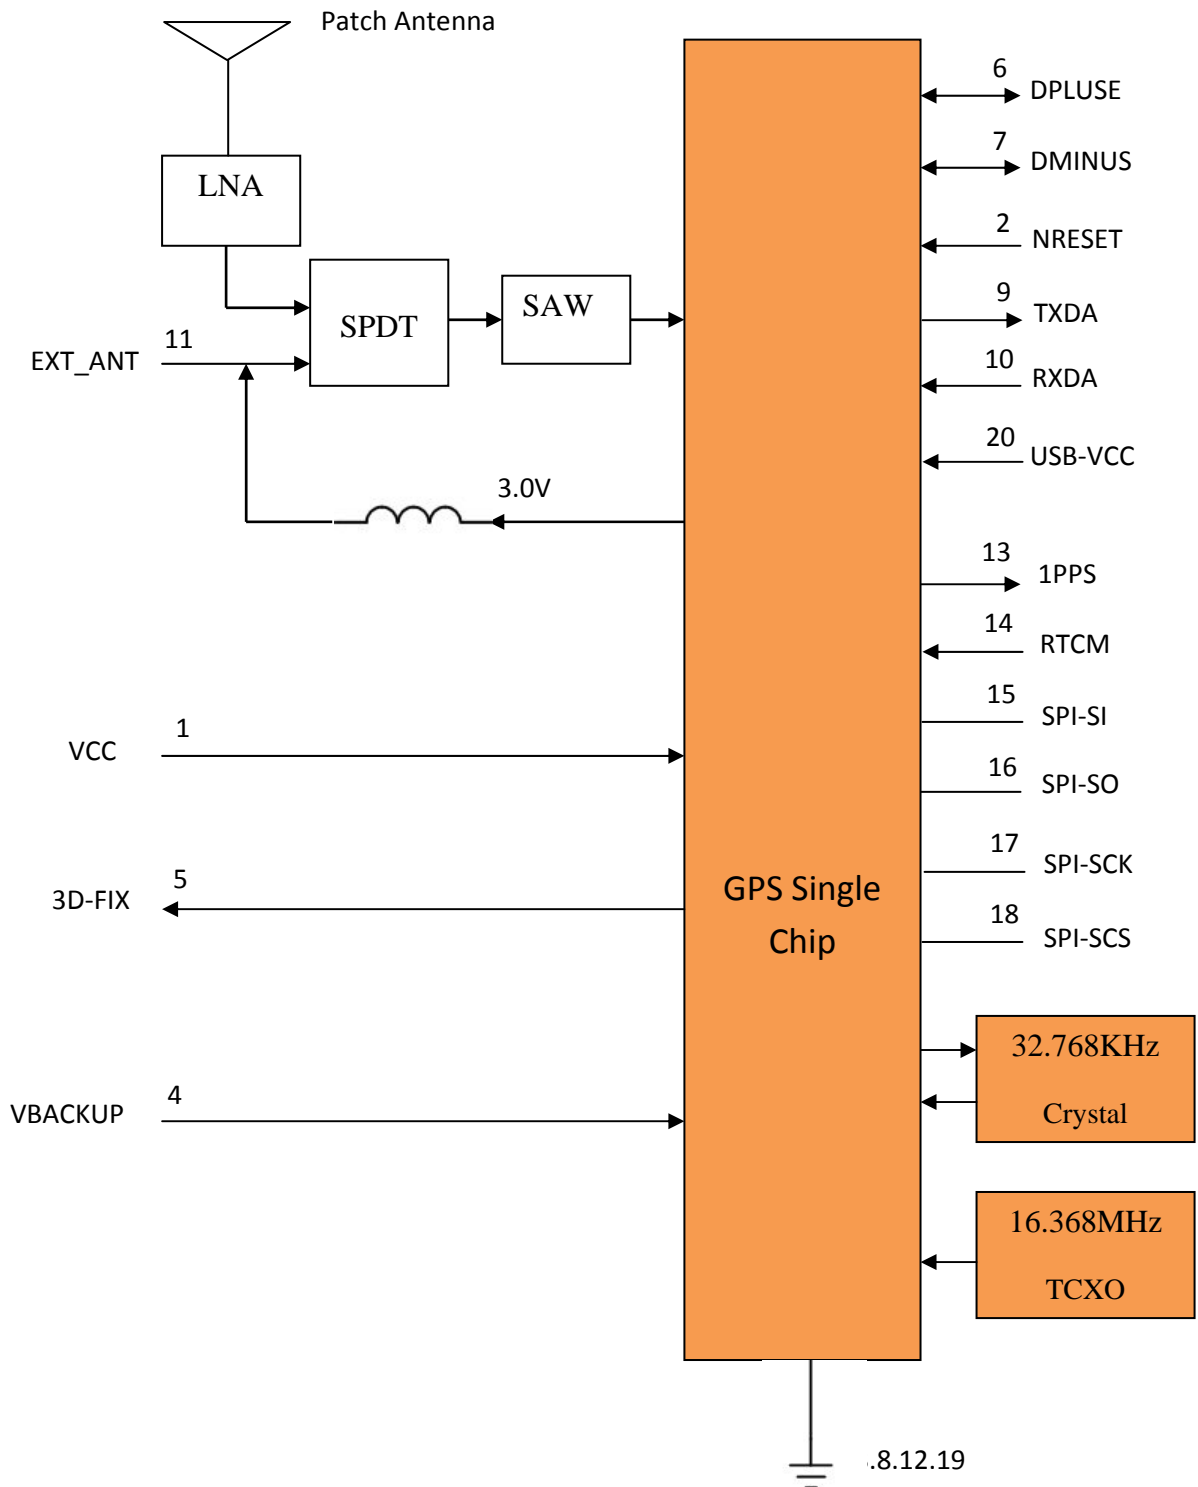 Patch Antenna
LNA
SPDT
SAW
11
EXT_ANT
3.0V
1
VCC
5
3D-FIX
4
VBACKUP
GPS Single
Chip
6
DPLUSE
7
DMINUS
2
NRESET
9
TXDA
10
RXDA
20
USB-VCC
13
1PPS
14
RTCM
15
SPI-SI
16
SPI-SO
17
SPI-SCK
18
SPI-SCS
32.768KHz
Crystal
16.368MHz
TCXO
.8.12.19